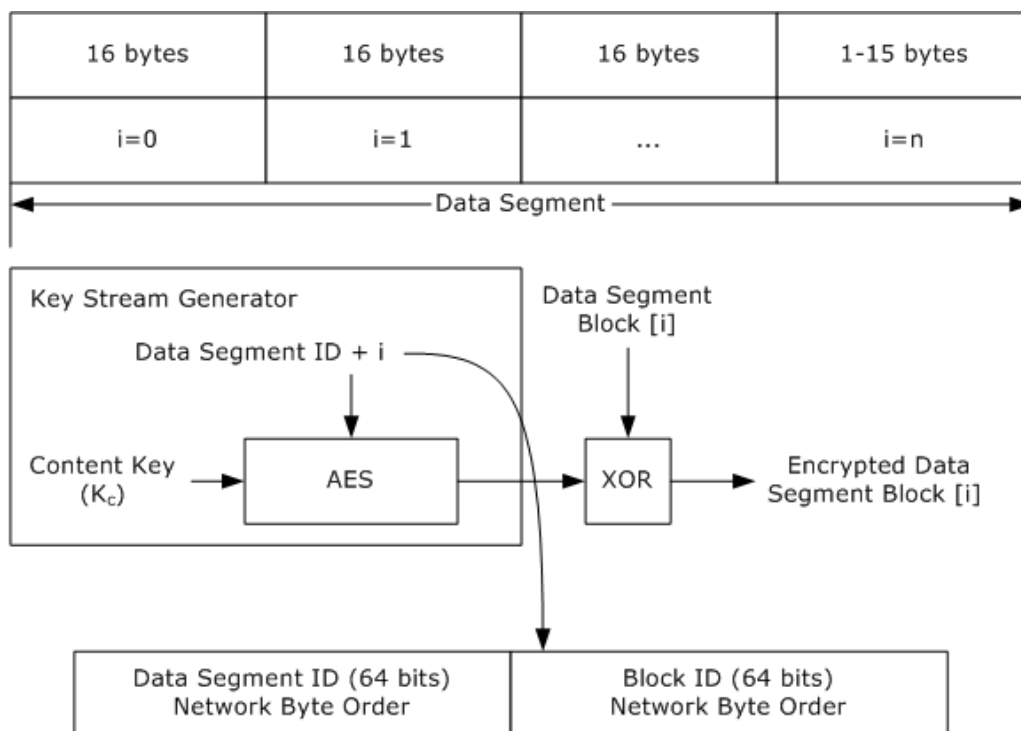 16 bytes 16 bytes 16 bytes 1-15 bytes
i=0 i=1 ... i=n
Data Segment
Key Stream Generator
Data Segment
Block [i]
Data Segment ID + i
Content Key
(Kc)
AES
XOR
Encrypted Data
Segment Block [i]
Data Segment ID (64 bits)
Network Byte Order
Block ID (64 bits)
Network Byte Order